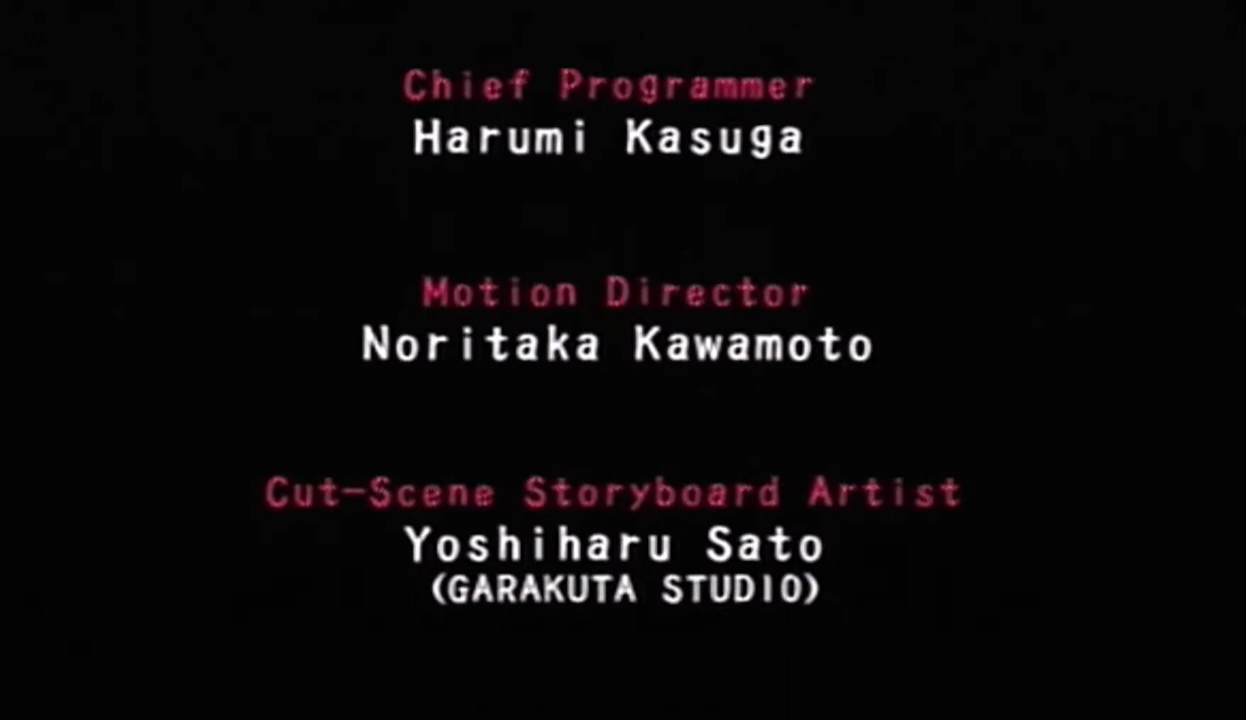 Chief Programmer
Harumi Kasuga
Motion Director
Noritaka Kawamoto
Cut-Scene Storyboard Artist
Yoshiharu Sato
(GARAKUTA STUDIO)